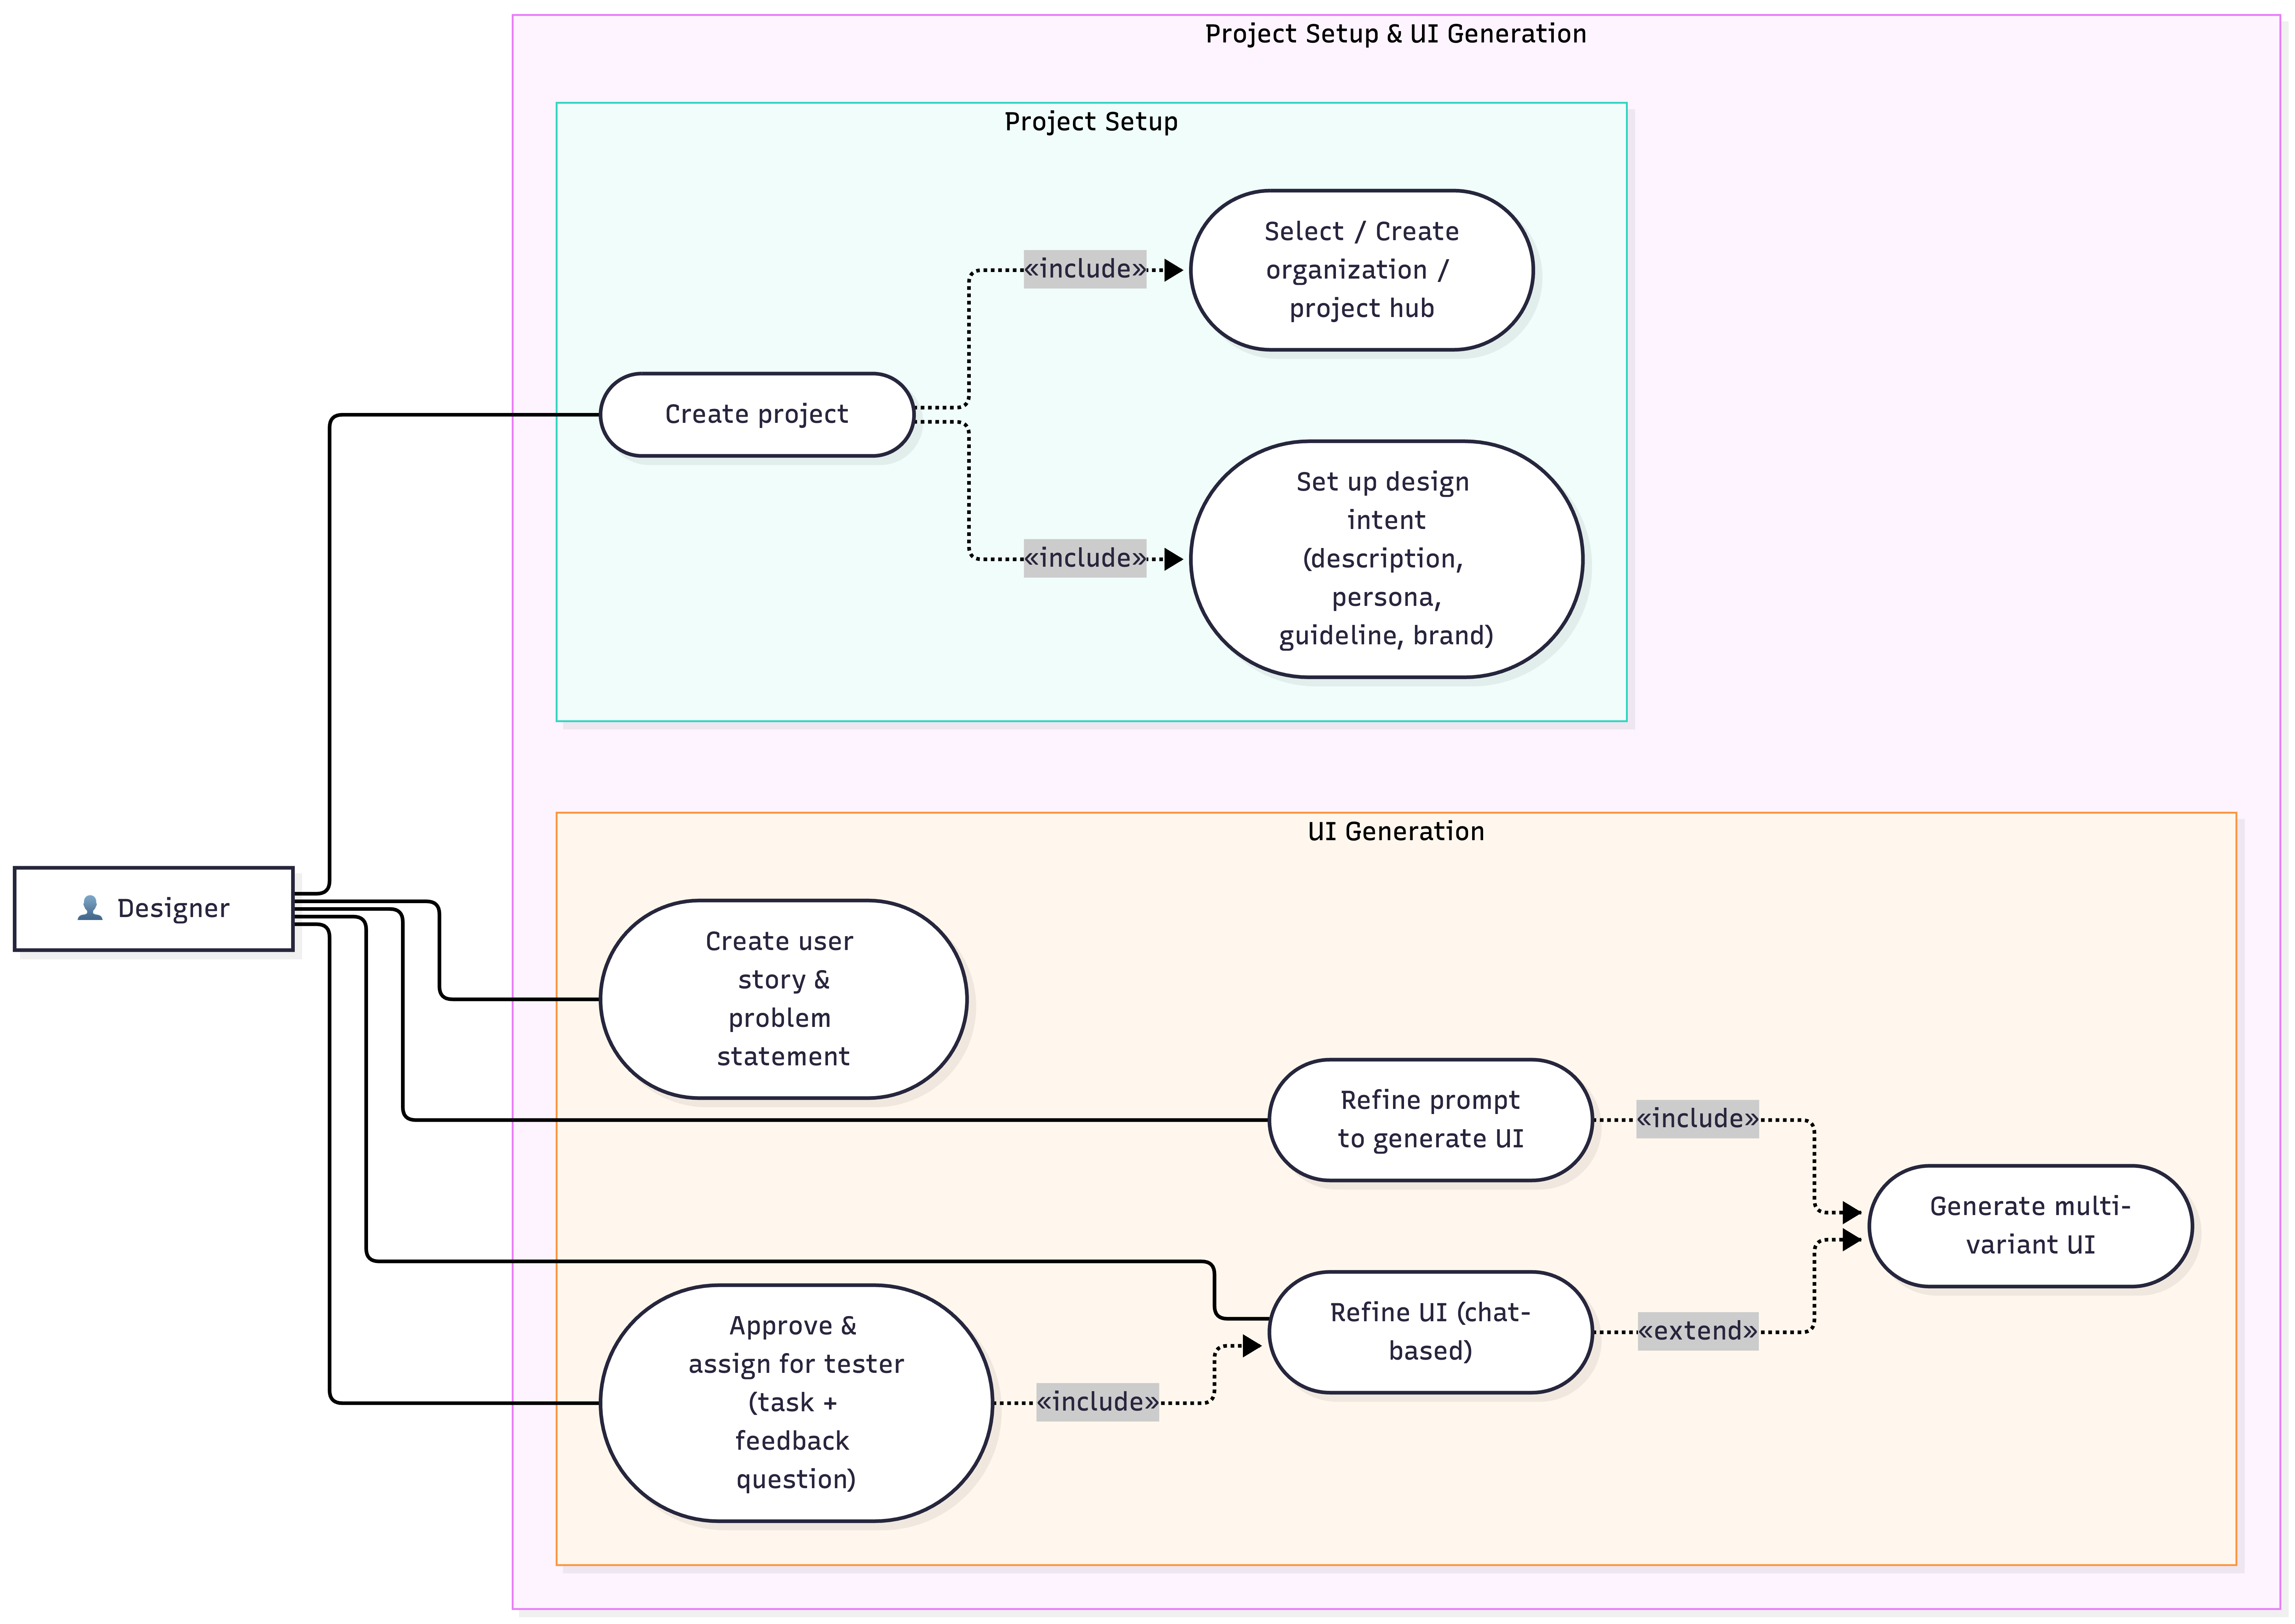 Project Setup & UI Generation
Project Setup
Select / Create
organization /
project hub
«include»
Create project
Set up design
intent
(description,
persona,
guideline, brand)
«include»
UI Generation
Designer
Create user
story &
problem
statement
Refine prompt
to generate UI
«include»
Generate multi-
variant UI
Refine UI (chat-
based)
«extend»
Approve &
assign for tester
(task +
feedback
question)
«include»